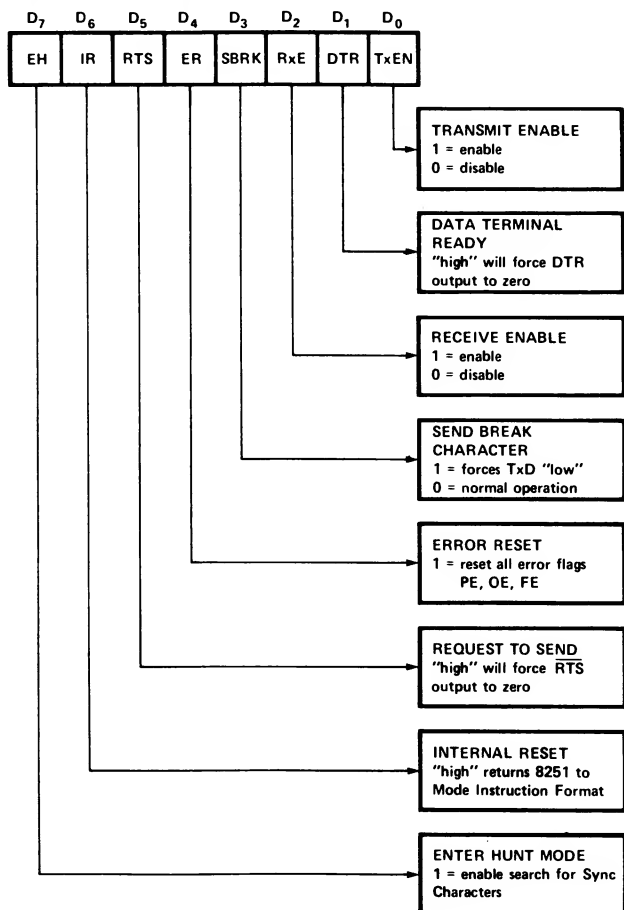 D7 D6 D5 D4 D3 D2 D1 D0
EH IR RTS ER SBRK RxE DTR TxEN
TRANSMIT ENABLE
1 = enable
0 = disable
DATA TERMINAL
READY
"high" will force DTR
output to zero
RECEIVE ENABLE
1 = enable
0 = disable
SEND BREAK
CHARACTER
1 = forces TxD "low"
0 = normal operation
ERROR RESET
1 = reset all error flags
PE, OE, FE
REQUEST TO SEND
"high" will force R̅T̅S̅
output to zero
INTERNAL RESET
"high" returns 8251 to
Mode Instruction Format
ENTER HUNT MODE
1 = enable search for Sync
Characters